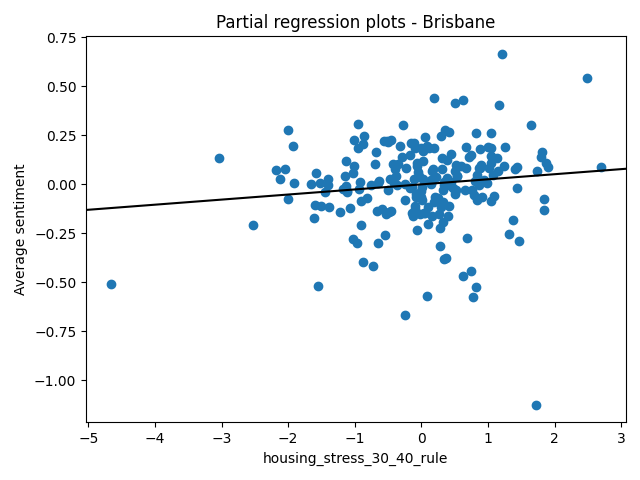 Partial regression plots - Brisbane
0.75
0.50
0.25
0.00
−0.25
−0.50
−0.75
−1.00
Average sentiment
−5 −4 −3 −2 −1 0 1 2 3
housing_stress_30_40_rule